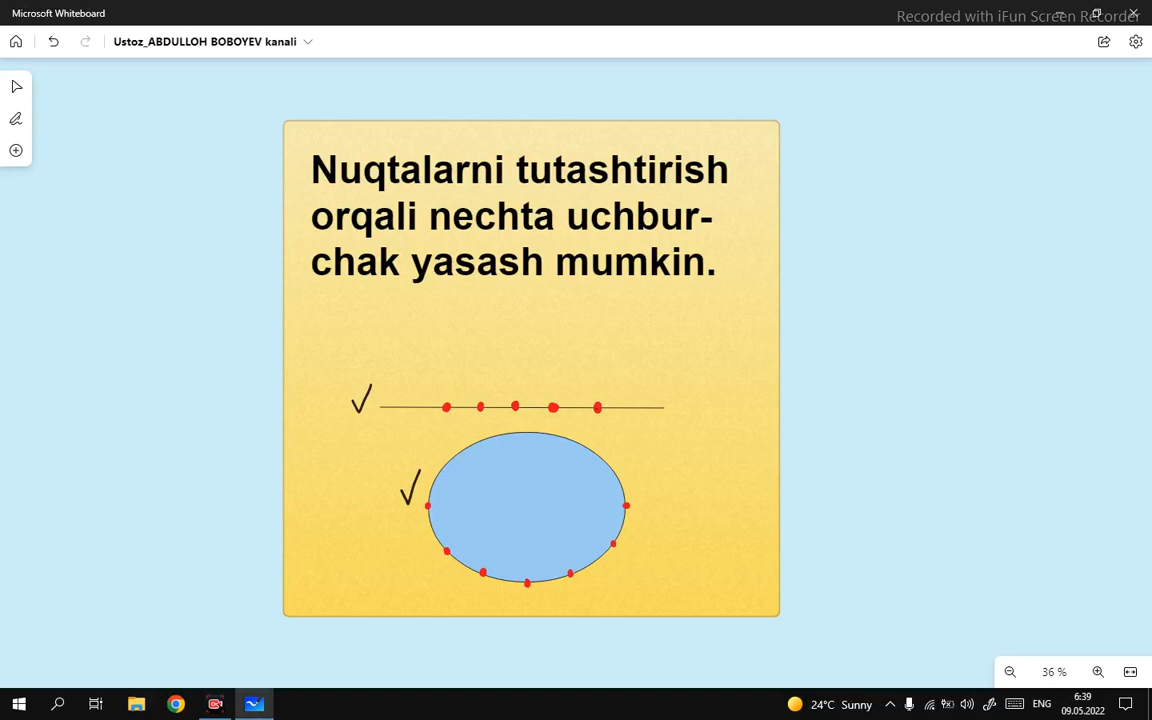 Microsoft Whiteboard
Recorded with iFun Screen Recorder
Ustoz_ABDULLOH BOBOYEV kanali
Nuqtalarni tutashtirish
orqali nechta uchbur-
chak yasash mumkin.
36 %
24°C Sunny
ENG
6:39
09.05.2022